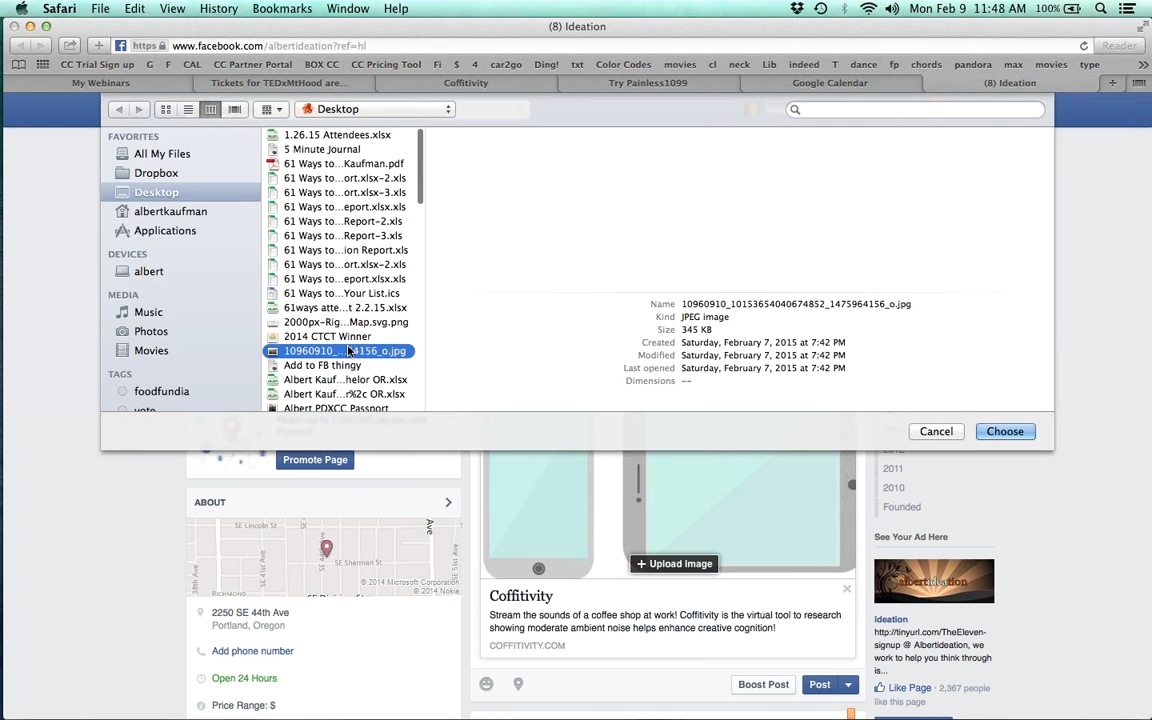 Safari File Edit View History Bookmarks Window Help Mon Feb 9 11:48 AM 100%
(8) Ideation
https www.facebook.com/albertideation?ref=hl Reader
CC Trial Sign up G F CAL CC Partner Portal BOX CC CC Pricing Tool Fi $ 4 car2go Ding! txt Color Codes movies cl neck Lib indeed T dance fp chords pandora max movies type >>
My Webinars Tickets for TEDxMtHood are... Coffitivity Try Painless1099 Google Calendar (8) Ideation
Desktop
FAVORITES
All My Files
Dropbox
Desktop
albertkaufman
Applications
DEVICES
albert
MEDIA
Music
Photos
Movies
TAGS
foodfundia
vote
1.26.15 Attendees.xlsx
5 Minute Journal
61 Ways to...Kaufman.pdf
61 Ways to...ort.xlsx-2.xls
61 Ways to...ort.xlsx-3.xls
61 Ways to...eport.xlsx.xls
61 Ways to...Report-2.xls
61 Ways to...Report-3.xls
61 Ways to...ion Report.xls
61 Ways to...ort.xlsx-2.xls
61 Ways to...eport.xlsx.xls
61 Ways to...Your List.ics
61ways atte...t 2.2.15.xlsx
2000px-Rig...Map.svg.png
2014 CTCT Winner
10960910_...4156_o.jpg
Add to FB thingy
Albert Kauf...helor OR.xlsx
Albert Kauf...r%2c OR.xlsx
Albert PDXCC Passport
Name 10960910_10153654040674852_1475964156_o.jpg
Kind JPEG image
Size 345 KB
Created Saturday, February 7, 2015 at 7:42 PM
Modified Saturday, February 7, 2015 at 7:42 PM
Last opened Saturday, February 7, 2015 at 7:42 PM
Dimensions --
Cancel Choose
Promote Page
ABOUT
SE Lincoln St
Ave
SE 41st Ave
SE Sherman St
© 2014 Microsoft Corporation
© 2014 Nokia
2250 SE 44th Ave
Portland, Oregon
Add phone number
Open 24 Hours
Price Range: $
+ Upload Image
Coffitivity
Stream the sounds of a coffee shop at work! Coffitivity is the virtual tool to research
showing moderate ambient noise helps enhance creative cognition!
COFFITIVITY.COM
Boost Post Post
2011
2010
Founded
See Your Ad Here
albertideation
Ideation
http://tinyurl.com/TheEleven-
signup @ Albertideation, we
work to help you think through
is...
Like Page · 2,367 people
like this page